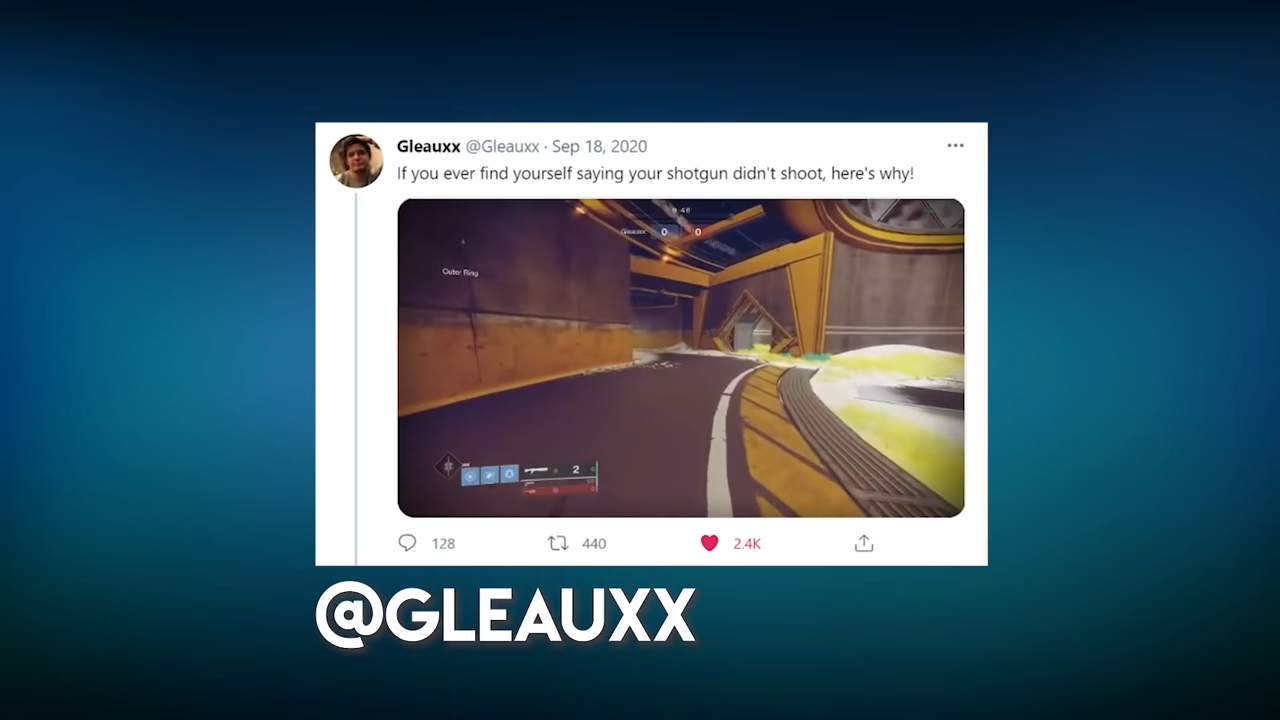 Gleauxx @Gleauxx · Sep 18, 2020
If you ever find yourself saying your shotgun didn't shoot, here's why!
9:46
Gleauxx 0 0
Outer Ring
2
128 440 2.4K
@GLEAUXX